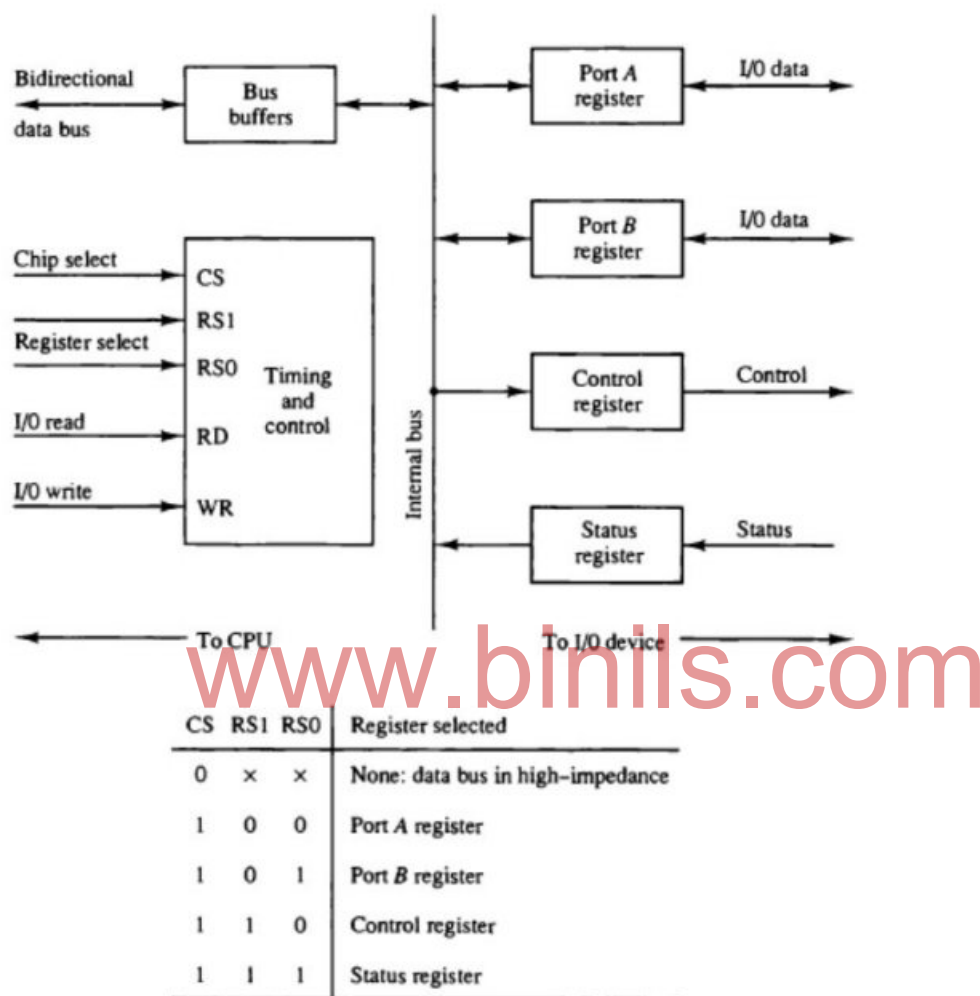 Bidirectional
data bus
Bus
buffers
Port A
register
I/O data
Port B
register
I/O data
Chip select
CS
RS1
Register select
RS0
Timing
and
control
I/O read
RD
I/O write
WR
Internal bus
Control
register
Control
Status
register
Status
To CPU
To I/O device
www.binils.com
CS RS1 RS0 Register selected
0 × × None: data bus in high-impedance
1 0 0 Port A register
1 0 1 Port B register
1 1 0 Control register
1 1 1 Status register